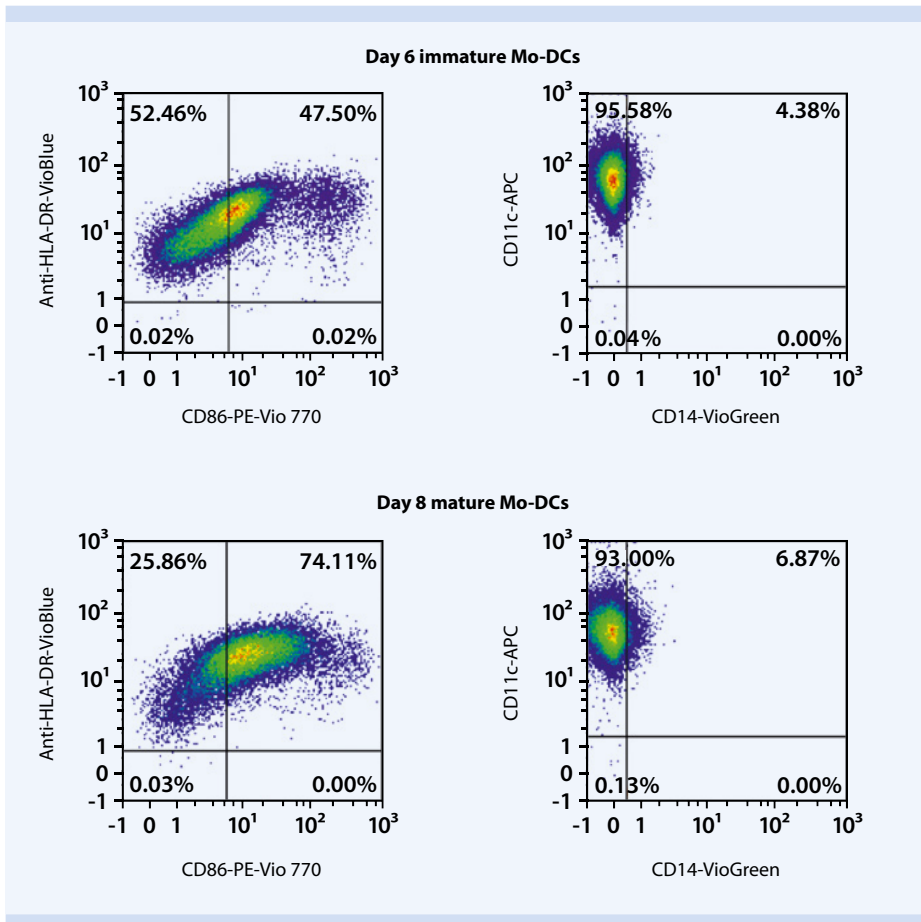 Day 6 immature Mo-DCs
10³
10²
10¹
1
0
-1
Anti-HLA-DR-VioBlue
52.46% 47.50%
0.02% 0.02%
-1 0 1 10¹ 10² 10³
CD86-PE-Vio 770
10³
10²
10¹
1
0
-1
CD11c-APC
95.58% 4.38%
0.04% 0.00%
-1 0 1 10¹ 10² 10³
CD14-VioGreen
Day 8 mature Mo-DCs
10³
10²
10¹
1
0
-1
Anti-HLA-DR-VioBlue
25.86% 74.11%
0.03% 0.00%
-1 0 1 10¹ 10² 10³
CD86-PE-Vio 770
10³
10²
10¹
1
0
-1
CD11c-APC
93.00% 6.87%
0.13% 0.00%
-1 0 1 10¹ 10² 10³
CD14-VioGreen